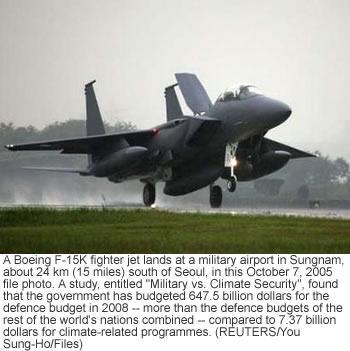 A Boeing F-15K fighter jet lands at a military airport in Sungnam,
about 24 km (15 miles) south of Seoul, in this October 7, 2005
file photo. A study, entitled "Military vs. Climate Security", found
that the government has budgeted 647.5 billion dollars for the
defence budget in 2008 -- more than the defence budgets of the
rest of the world's nations combined -- compared to 7.37 billion
dollars for climate-related programmes. (REUTERS/You
Sung-Ho/Files)